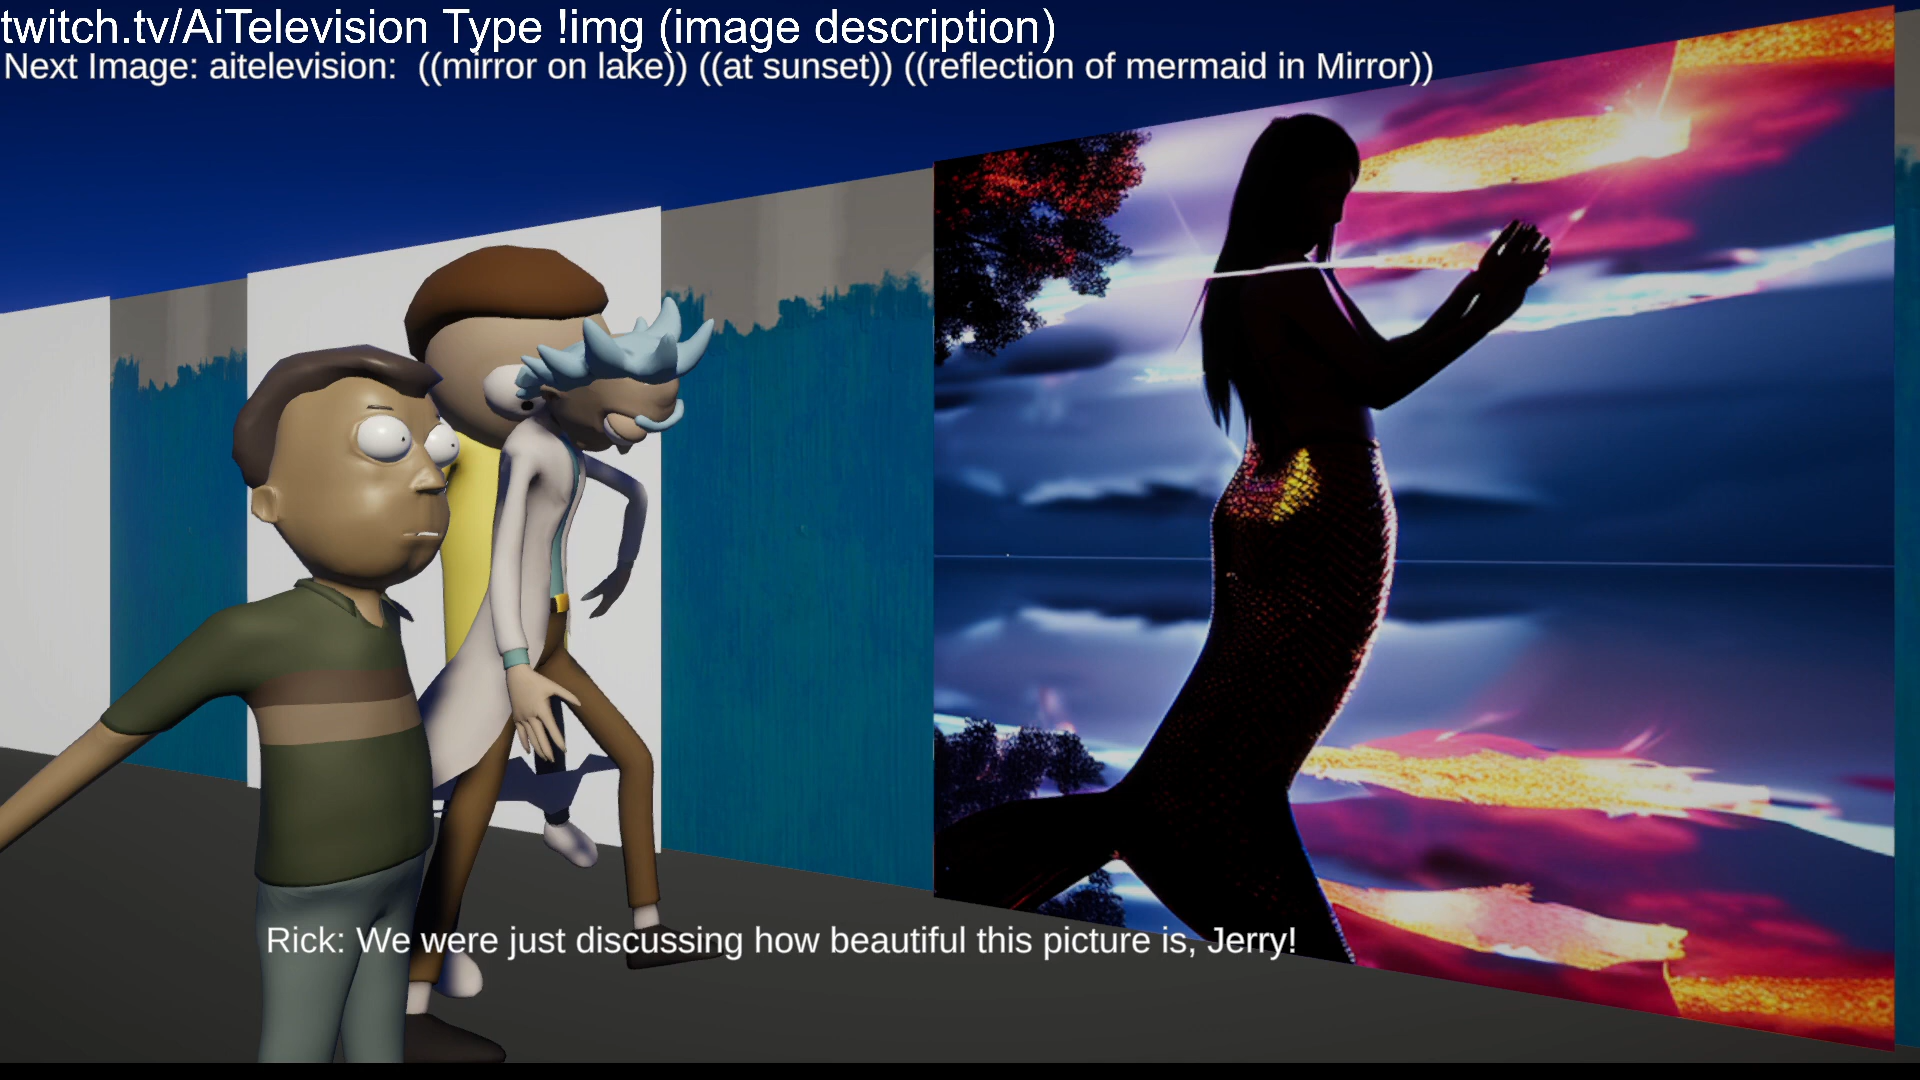 twitch.tv/AiTelevision Type !img (image description)
Next Image: aitelevision:  ((mirror on lake)) ((at sunset)) ((reflection of mermaid in Mirror))
Rick: We were just discussing how beautiful this picture is, Jerry!